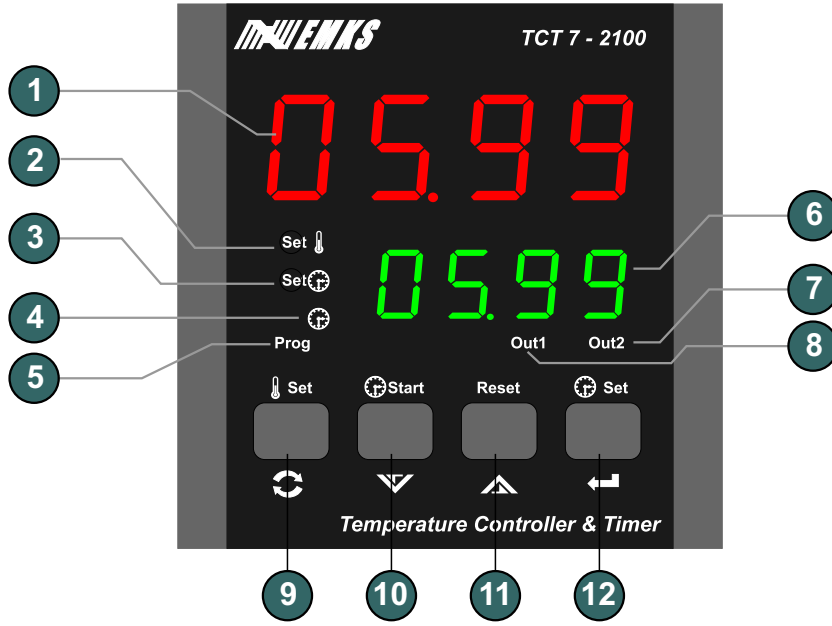 EMKS TCT 7 - 2100
1
05.99
2
Set
3
Set
6
05.99
4
7
Prog Out1 Out2
5
8
Set Start Reset Set
Temperature Controller & Timer
9 10 11 12